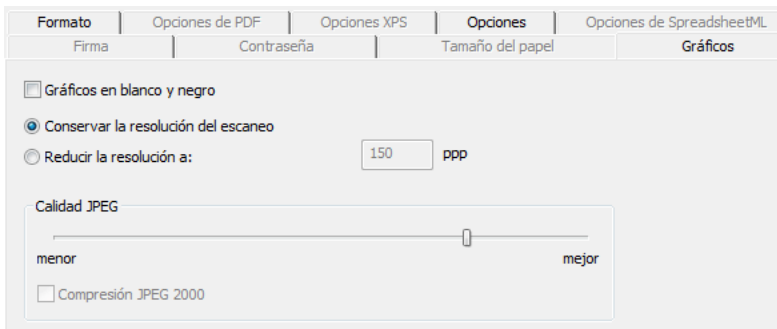 Formato Opciones de PDF Opciones XPS Opciones Opciones de SpreadsheetML
Firma Contraseña Tamaño del papel Gráficos
Gráficos en blanco y negro
Conservar la resolución del escaneo
Reducir la resolución a: 150 ppp
Calidad JPEG
menor mejor
Compresión JPEG 2000